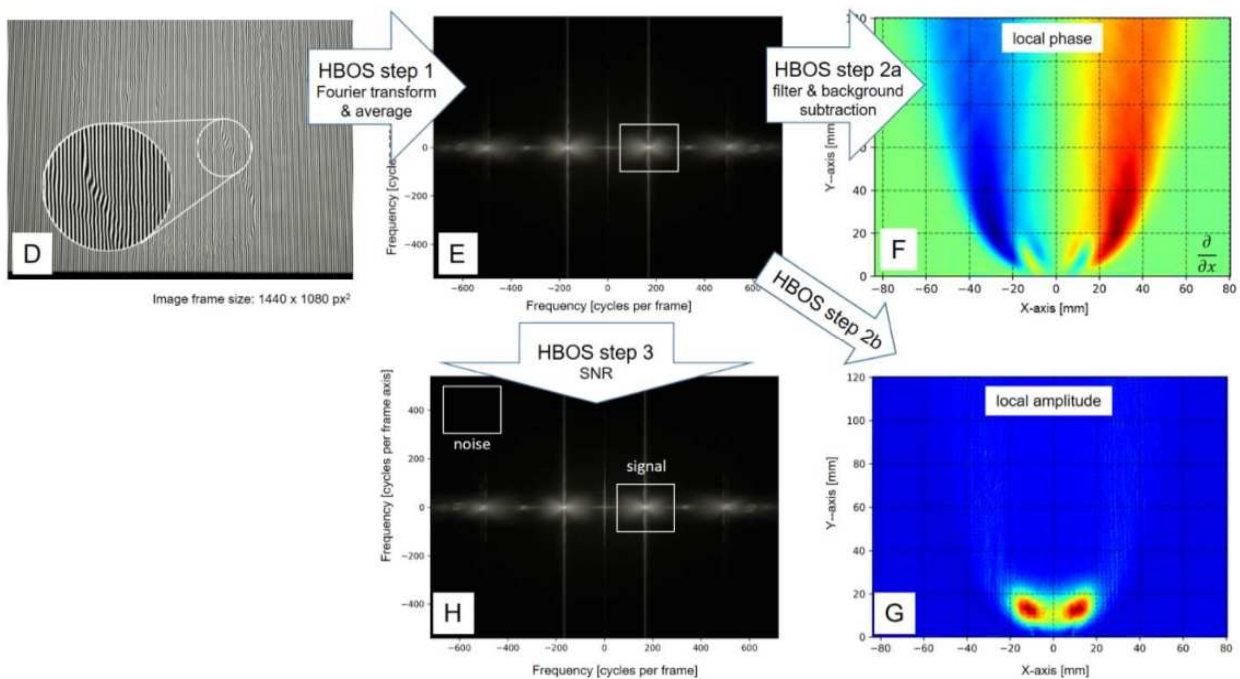 D
Image frame size: 1440 x 1080 px²
HBOS step 1
Fourier transform
& average
0
−200
−400
−600 −400 −200 0 200 400 600
Frequency [cycles
Frequency [cycles per frame]
E
HBOS step 2a
filter & background
subtraction
local phase
100
80
60
40
20
0
−80 −60 −40 −20 0 20 40 60 80
Y--axis [mm
X-axis [mm]
F
∂
∂x
HBOS step 2b
HBOS step 3
SNR
noise
signal
400
200
0
−200
−400
−600 −400 −200 0 200 400 600
Frequency [cycles per frame axis]
Frequency [cycles per frame]
H
local amplitude
120
100
80
60
40
20
0
−80 −60 −40 −20 0 20 40 60 80
Y--axis [mm]
X-axis [mm]
G